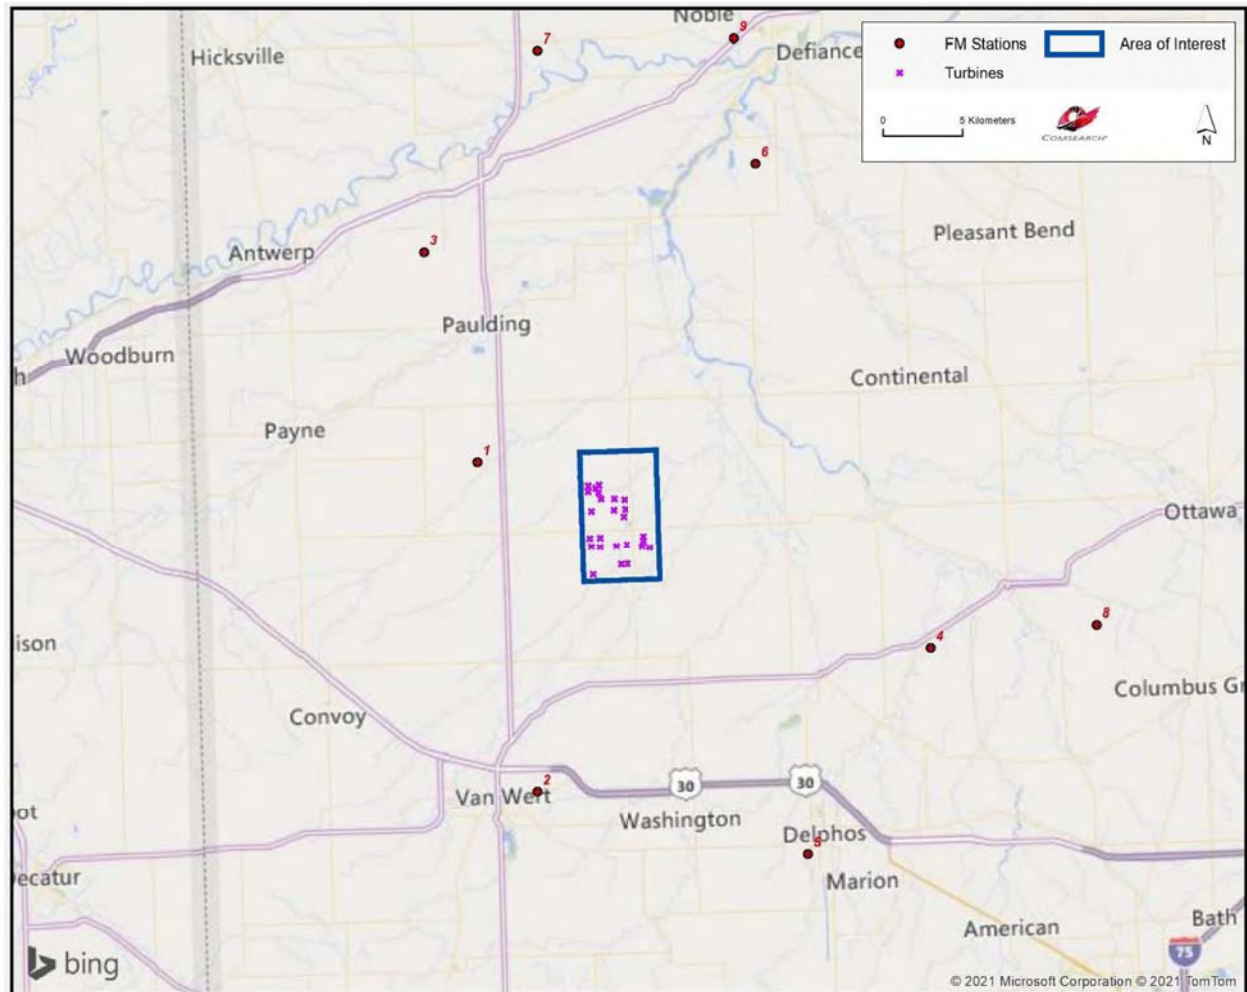 Noble
9
7
Hicksville
Defiance
FM Stations
Area of Interest
Turbines
0
5 Kilometers
COMSEARCH
N
6
Pleasant Bend
3
Antwerp
Paulding
Woodburn
h
Continental
Payne
1
Ottawa
8
4
ison
Columbus Gr
Convoy
30
30
2
Van Wert
Washington
Delphos
5
ot
ecatur
Marion
American
Bath
75
bing
© 2021 Microsoft Corporation © 2021 TomTom